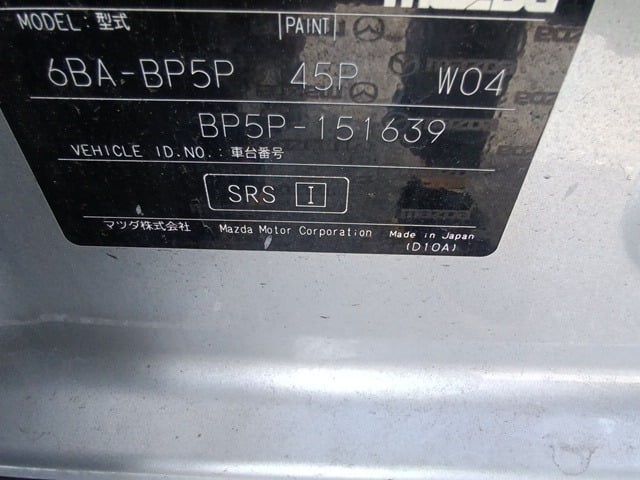 mazda
MODEL: 型式 PAINT
6BA-BP5P 45P W04
BP5P-151639
VEHICLE ID.NO.: 車台番号
SRS I
マツダ株式会社 Mazda Motor Corporation Made in Japan
(D10A)